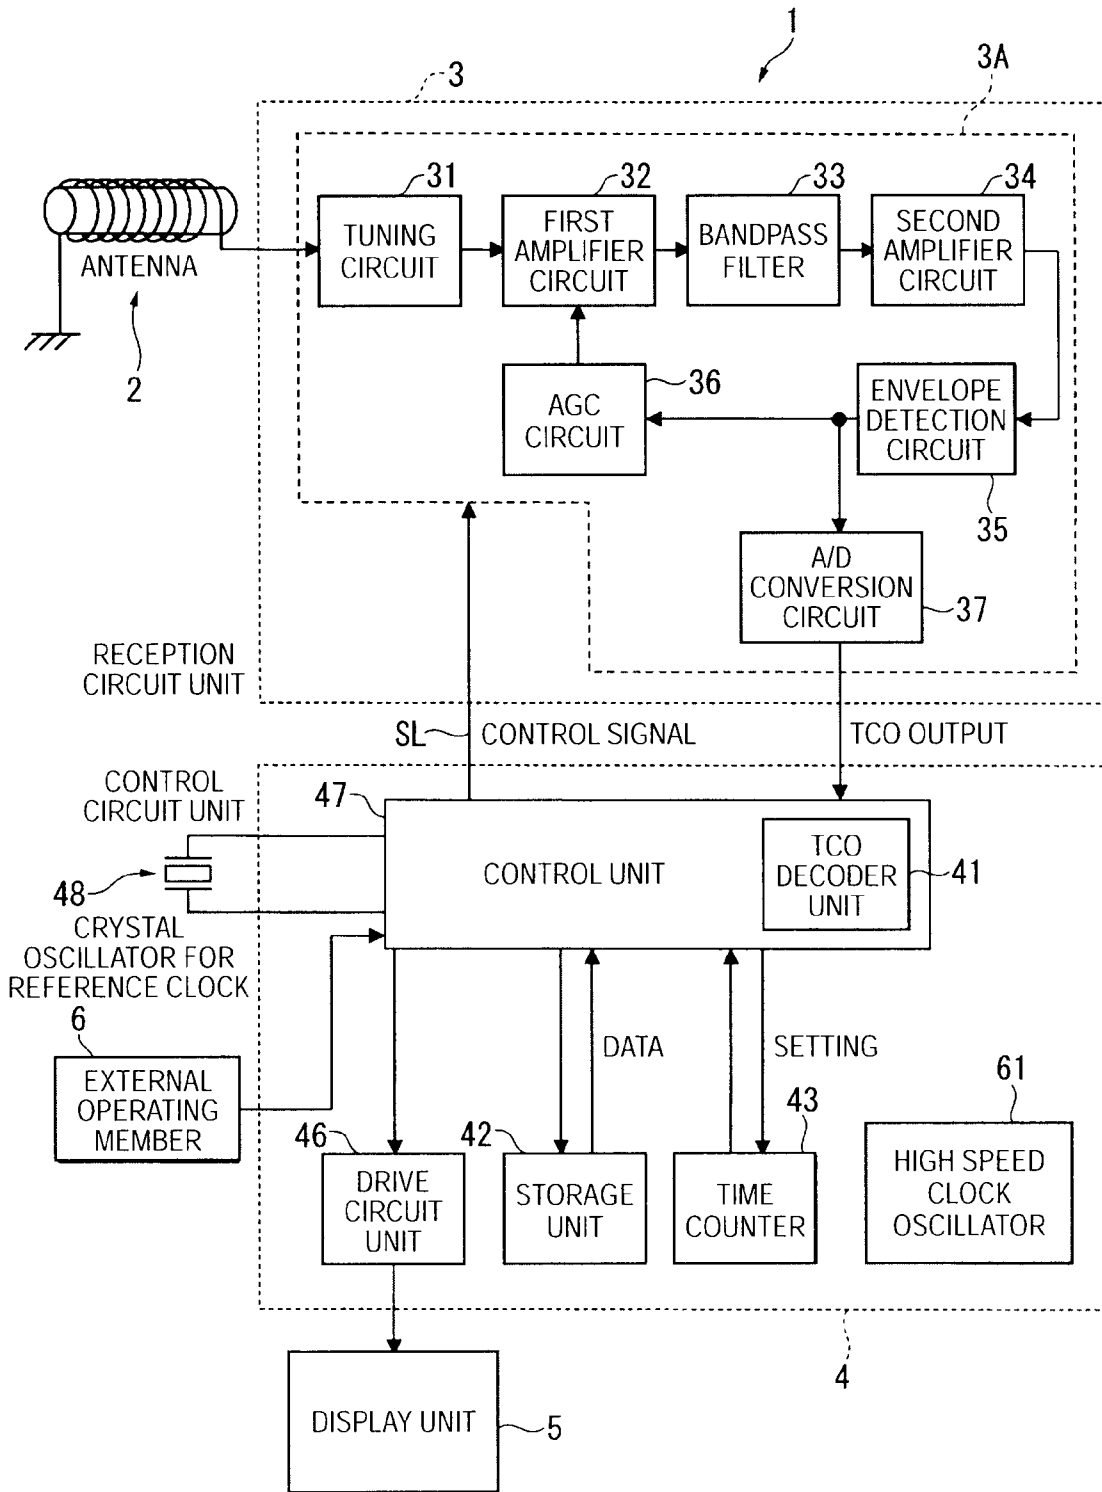 1
3
3A
31
32
33
34
TUNING
CIRCUIT
FIRST
AMPLIFIER
CIRCUIT
BANDPASS
FILTER
SECOND
AMPLIFIER
CIRCUIT
ANTENNA
2
36
AGC
CIRCUIT
ENVELOPE
DETECTION
CIRCUIT
35
A/D
CONVERSION
CIRCUIT
37
RECEPTION
CIRCUIT UNIT
SL
CONTROL SIGNAL
TCO OUTPUT
CONTROL
CIRCUIT UNIT
47
CONTROL UNIT
TCO
DECODER
UNIT
41
48
CRYSTAL
OSCILLATOR FOR
REFERENCE CLOCK
6
EXTERNAL
OPERATING
MEMBER
DATA
SETTING
46
42
43
61
DRIVE
CIRCUIT
UNIT
STORAGE
UNIT
TIME
COUNTER
HIGH SPEED
CLOCK
OSCILLATOR
4
DISPLAY UNIT
5